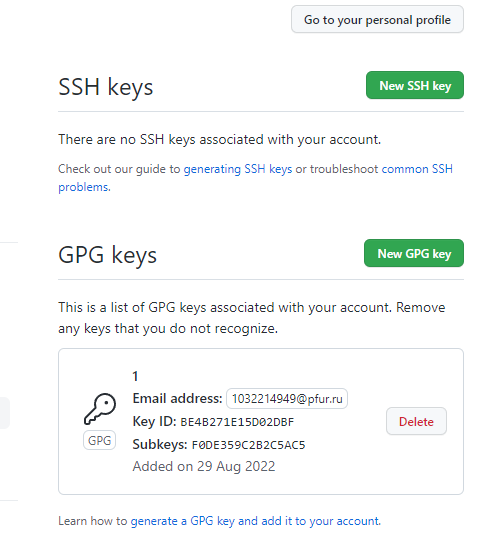 Go to your personal profile
SSH keys
New SSH key
There are no SSH keys associated with your account.
Check out our guide to generating SSH keys or troubleshoot common SSH
problems.
GPG keys
New GPG key
This is a list of GPG keys associated with your account. Remove
any keys that you do not recognize.
1
Email address: 1032214949@pfur.ru
Key ID: BE4B271E15D02DBF
GPG
Delete
Subkeys: F0DE359C2B2C5AC5
Added on 29 Aug 2022
Learn how to generate a GPG key and add it to your account.